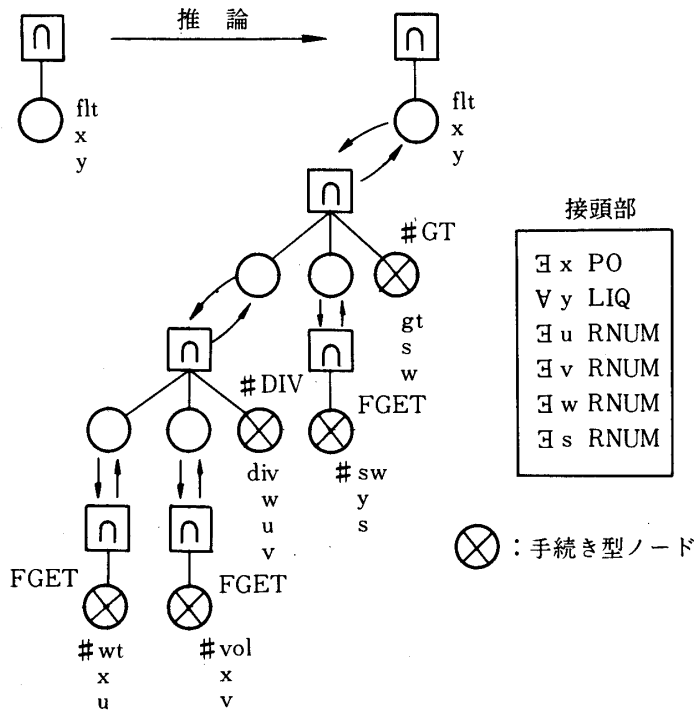 推論
∩
∩
flt
x
y
flt
x
y
∩
#GT
gt
s
w
∩
#DIV
div
w
u
v
∩
FGET
#sw
y
s
∩
FGET
#wt
x
u
∩
FGET
#vol
x
v
接頭部
∃ x PO
∀ y LIQ
∃ u RNUM
∃ v RNUM
∃ w RNUM
∃ s RNUM
：手続き型ノード